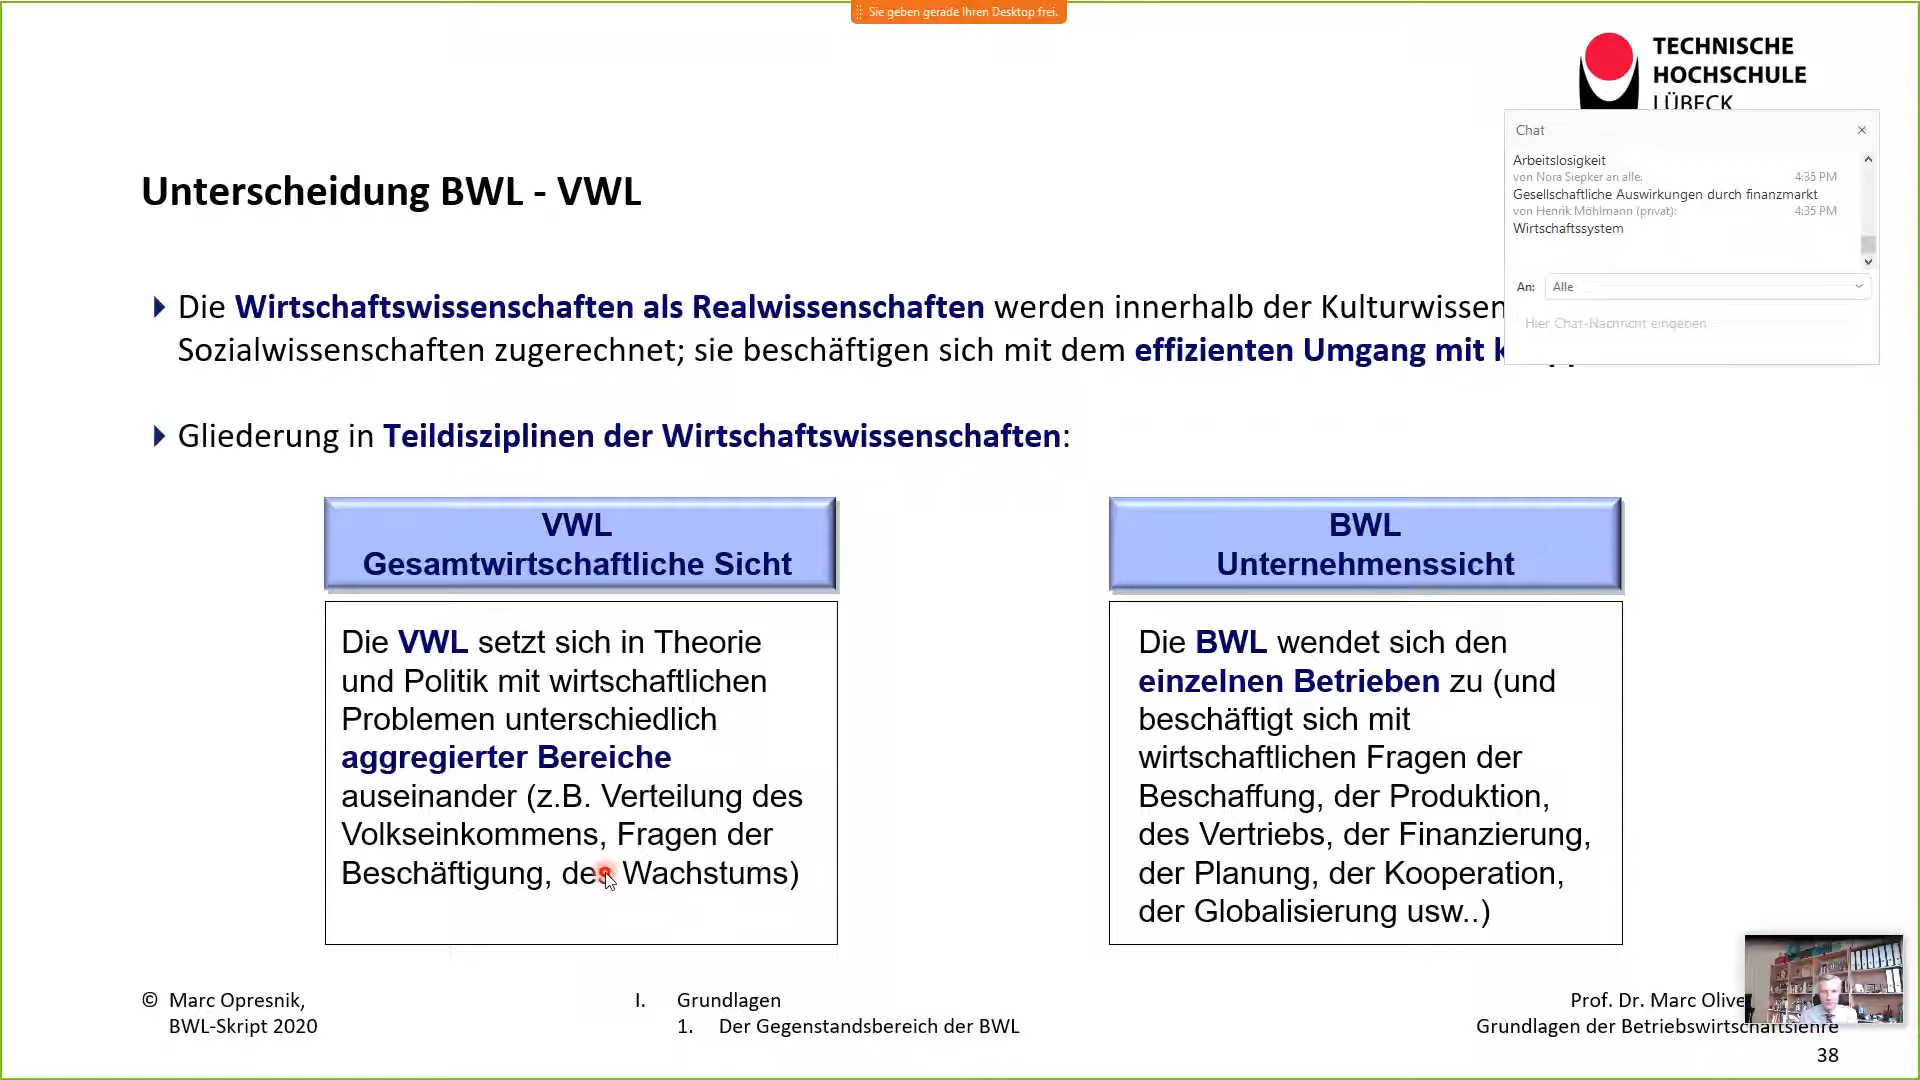 Sie geben gerade Ihren Desktop frei.
TECHNISCHE
HOCHSCHULE
LÜBECK
Chat
Arbeitslosigkeit
von Nora Siepker an alle: 4:35 PM
Gesellschaftliche Auswirkungen durch finanzmarkt
von Henrik Möhlmann (privat): 4:35 PM
Wirtschaftssystem
An: Alle
Hier Chat-Nachricht eingeben
Unterscheidung BWL - VWL
Die Wirtschaftswissenschaften als Realwissenschaften werden innerhalb der Kulturwissen
Sozialwissenschaften zugerechnet; sie beschäftigen sich mit dem effizienten Umgang mit
Gliederung in Teildisziplinen der Wirtschaftswissenschaften:
VWL
Gesamtwirtschaftliche Sicht
Die VWL setzt sich in Theorie
und Politik mit wirtschaftlichen
Problemen unterschiedlich
aggregierter Bereiche
auseinander (z.B. Verteilung des
Volkseinkommens, Fragen der
Beschäftigung, des Wachstums)
BWL
Unternehmenssicht
Die BWL wendet sich den
einzelnen Betrieben zu (und
beschäftigt sich mit
wirtschaftlichen Fragen der
Beschaffung, der Produktion,
des Vertriebs, der Finanzierung,
der Planung, der Kooperation,
der Globalisierung usw..)
© Marc Opresnik,
BWL-Skript 2020
I. Grundlagen
1. Der Gegenstandsbereich der BWL
Prof. Dr. Marc Olive
Grundlagen der Betriebswirtschaftslehre
38